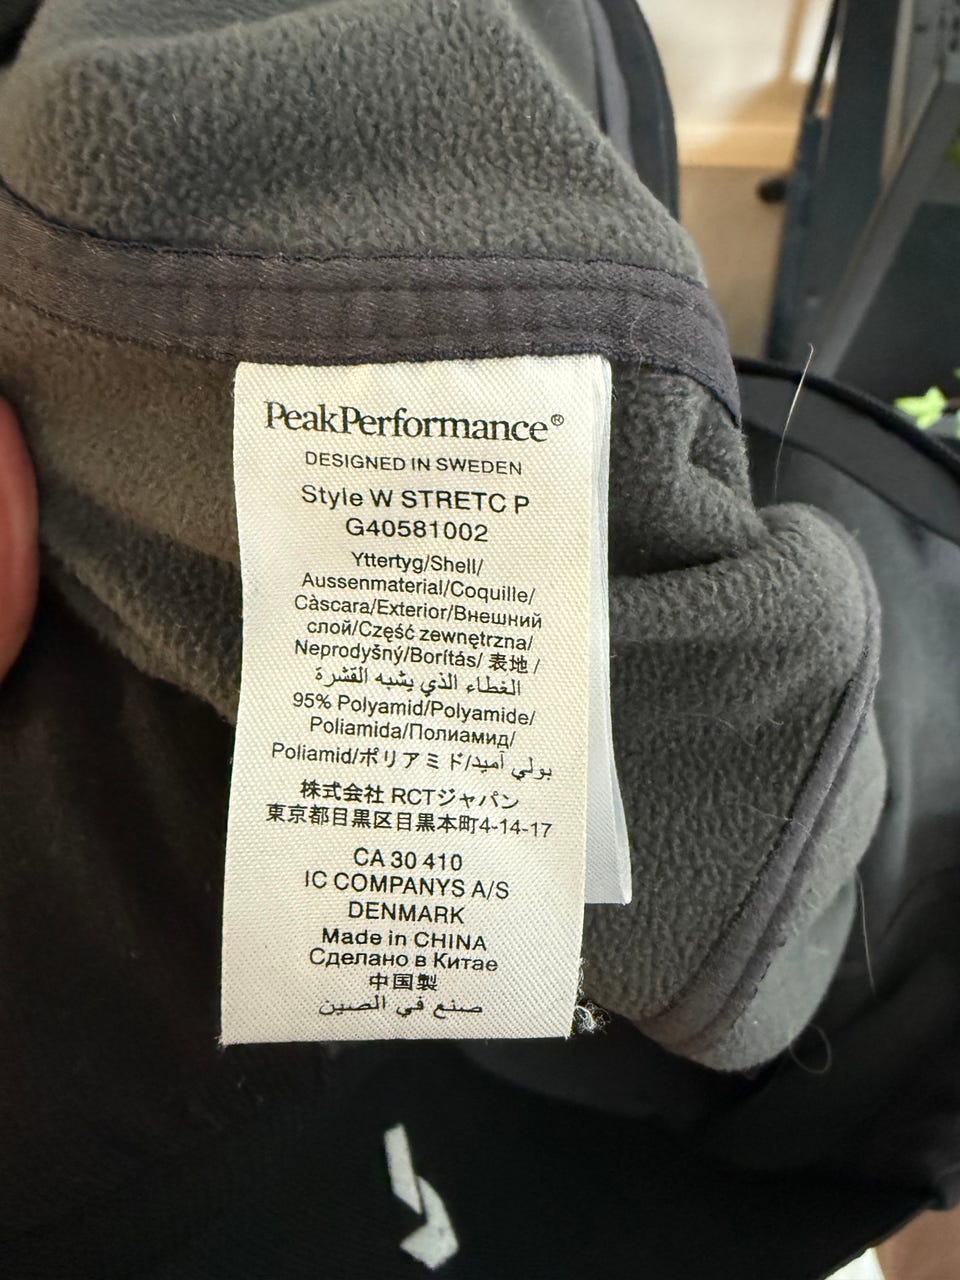 PeakPerformance®
DESIGNED IN SWEDEN
Style W STRETC P
G40581002
Yttertyg/Shell/
Aussenmaterial/Coquille/
Càscara/Exterior/Внешний
слой/Część zewnętrzna/
Neprodyšný/Borítás/ 表地 /
الغطاء الذي يشبه القشرة
95% Polyamid/Polyamide/
Poliamida/Полиамид/
Poliamid/ポリアミド/بولي آميد
株式会社 RCTジャパン
東京都目黒区目黒本町4-14-17
CA 30 410
IC COMPANYS A/S
DENMARK
Made in CHINA
Сделано в Китае
中国製
صنع في الصين